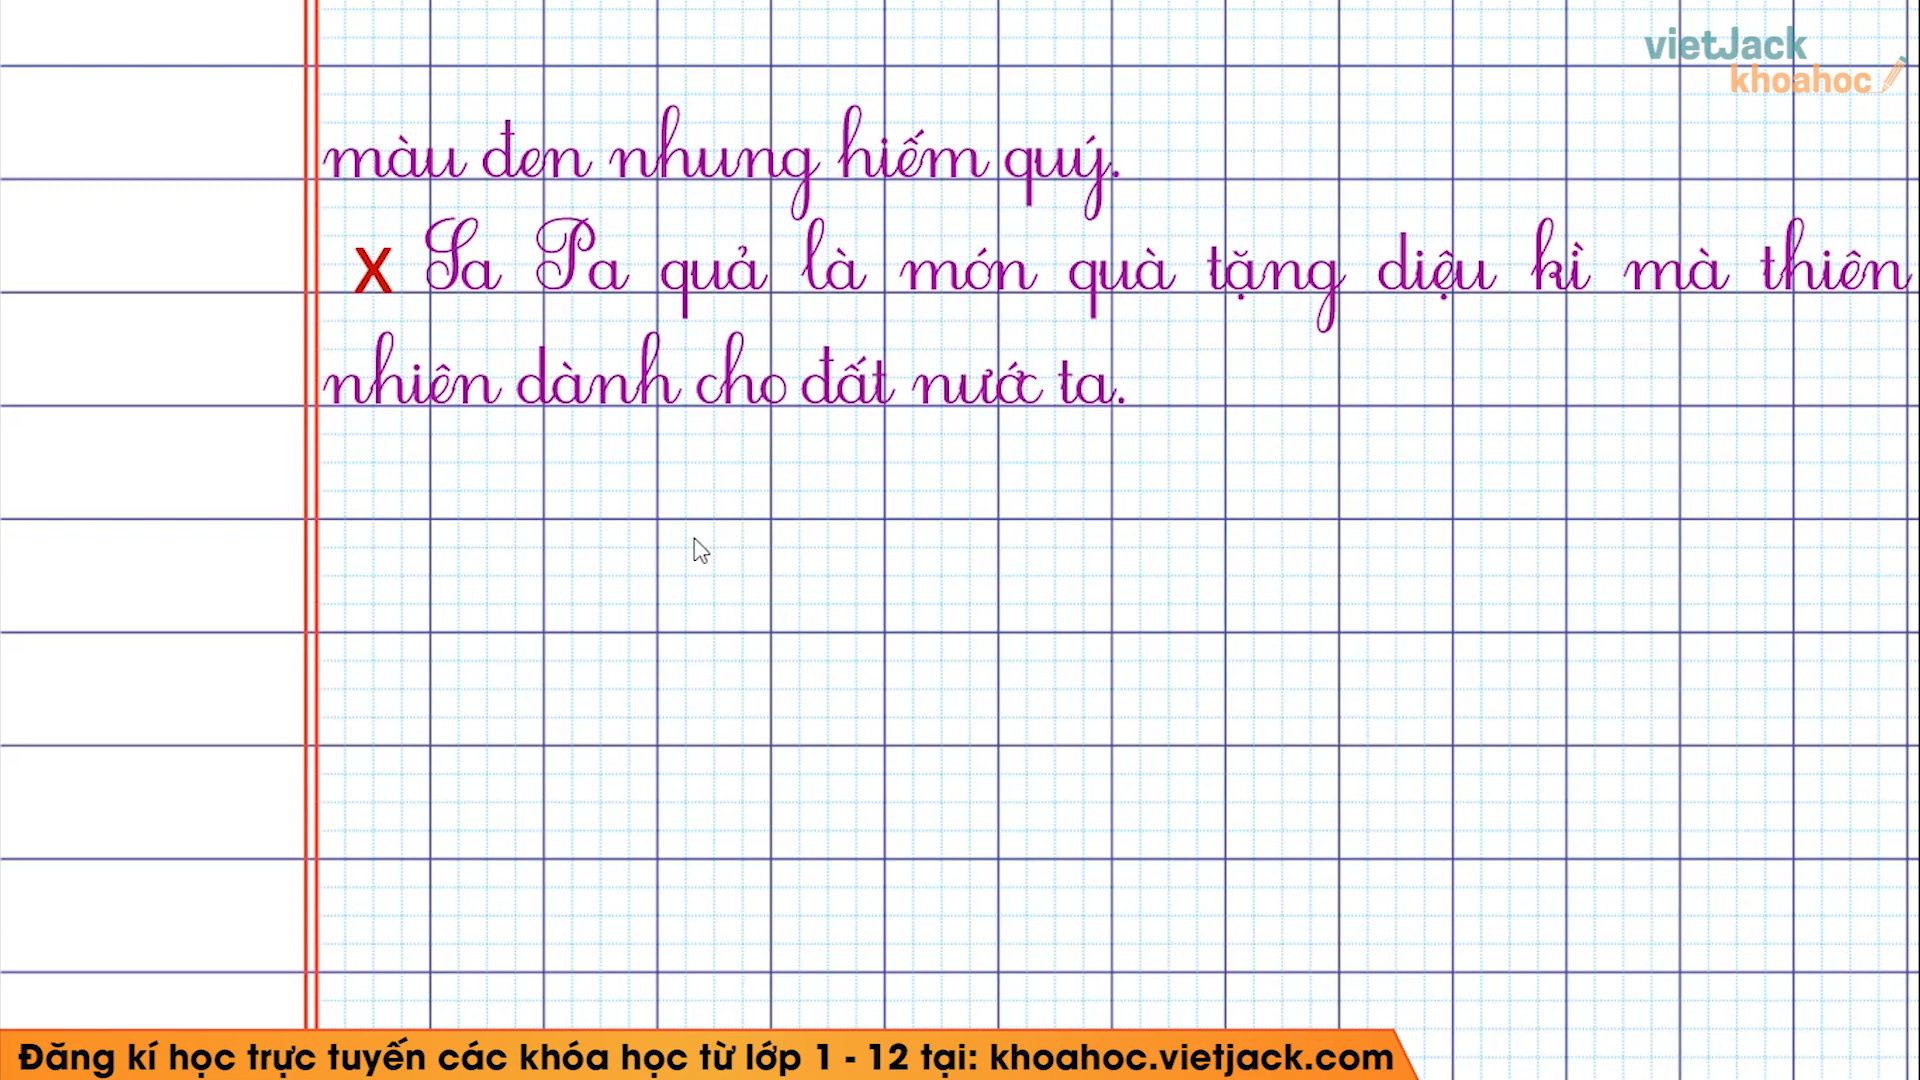 vietJack
khoahoc
màu đen nhung hiếm quý.
X Sa Pa quả là món quà tặng diệu kì mà thiên
nhiên dành cho đất nước ta.
Đăng kí học trực tuyến các khóa học từ lớp 1 - 12 tại: khoahoc.vietjack.com